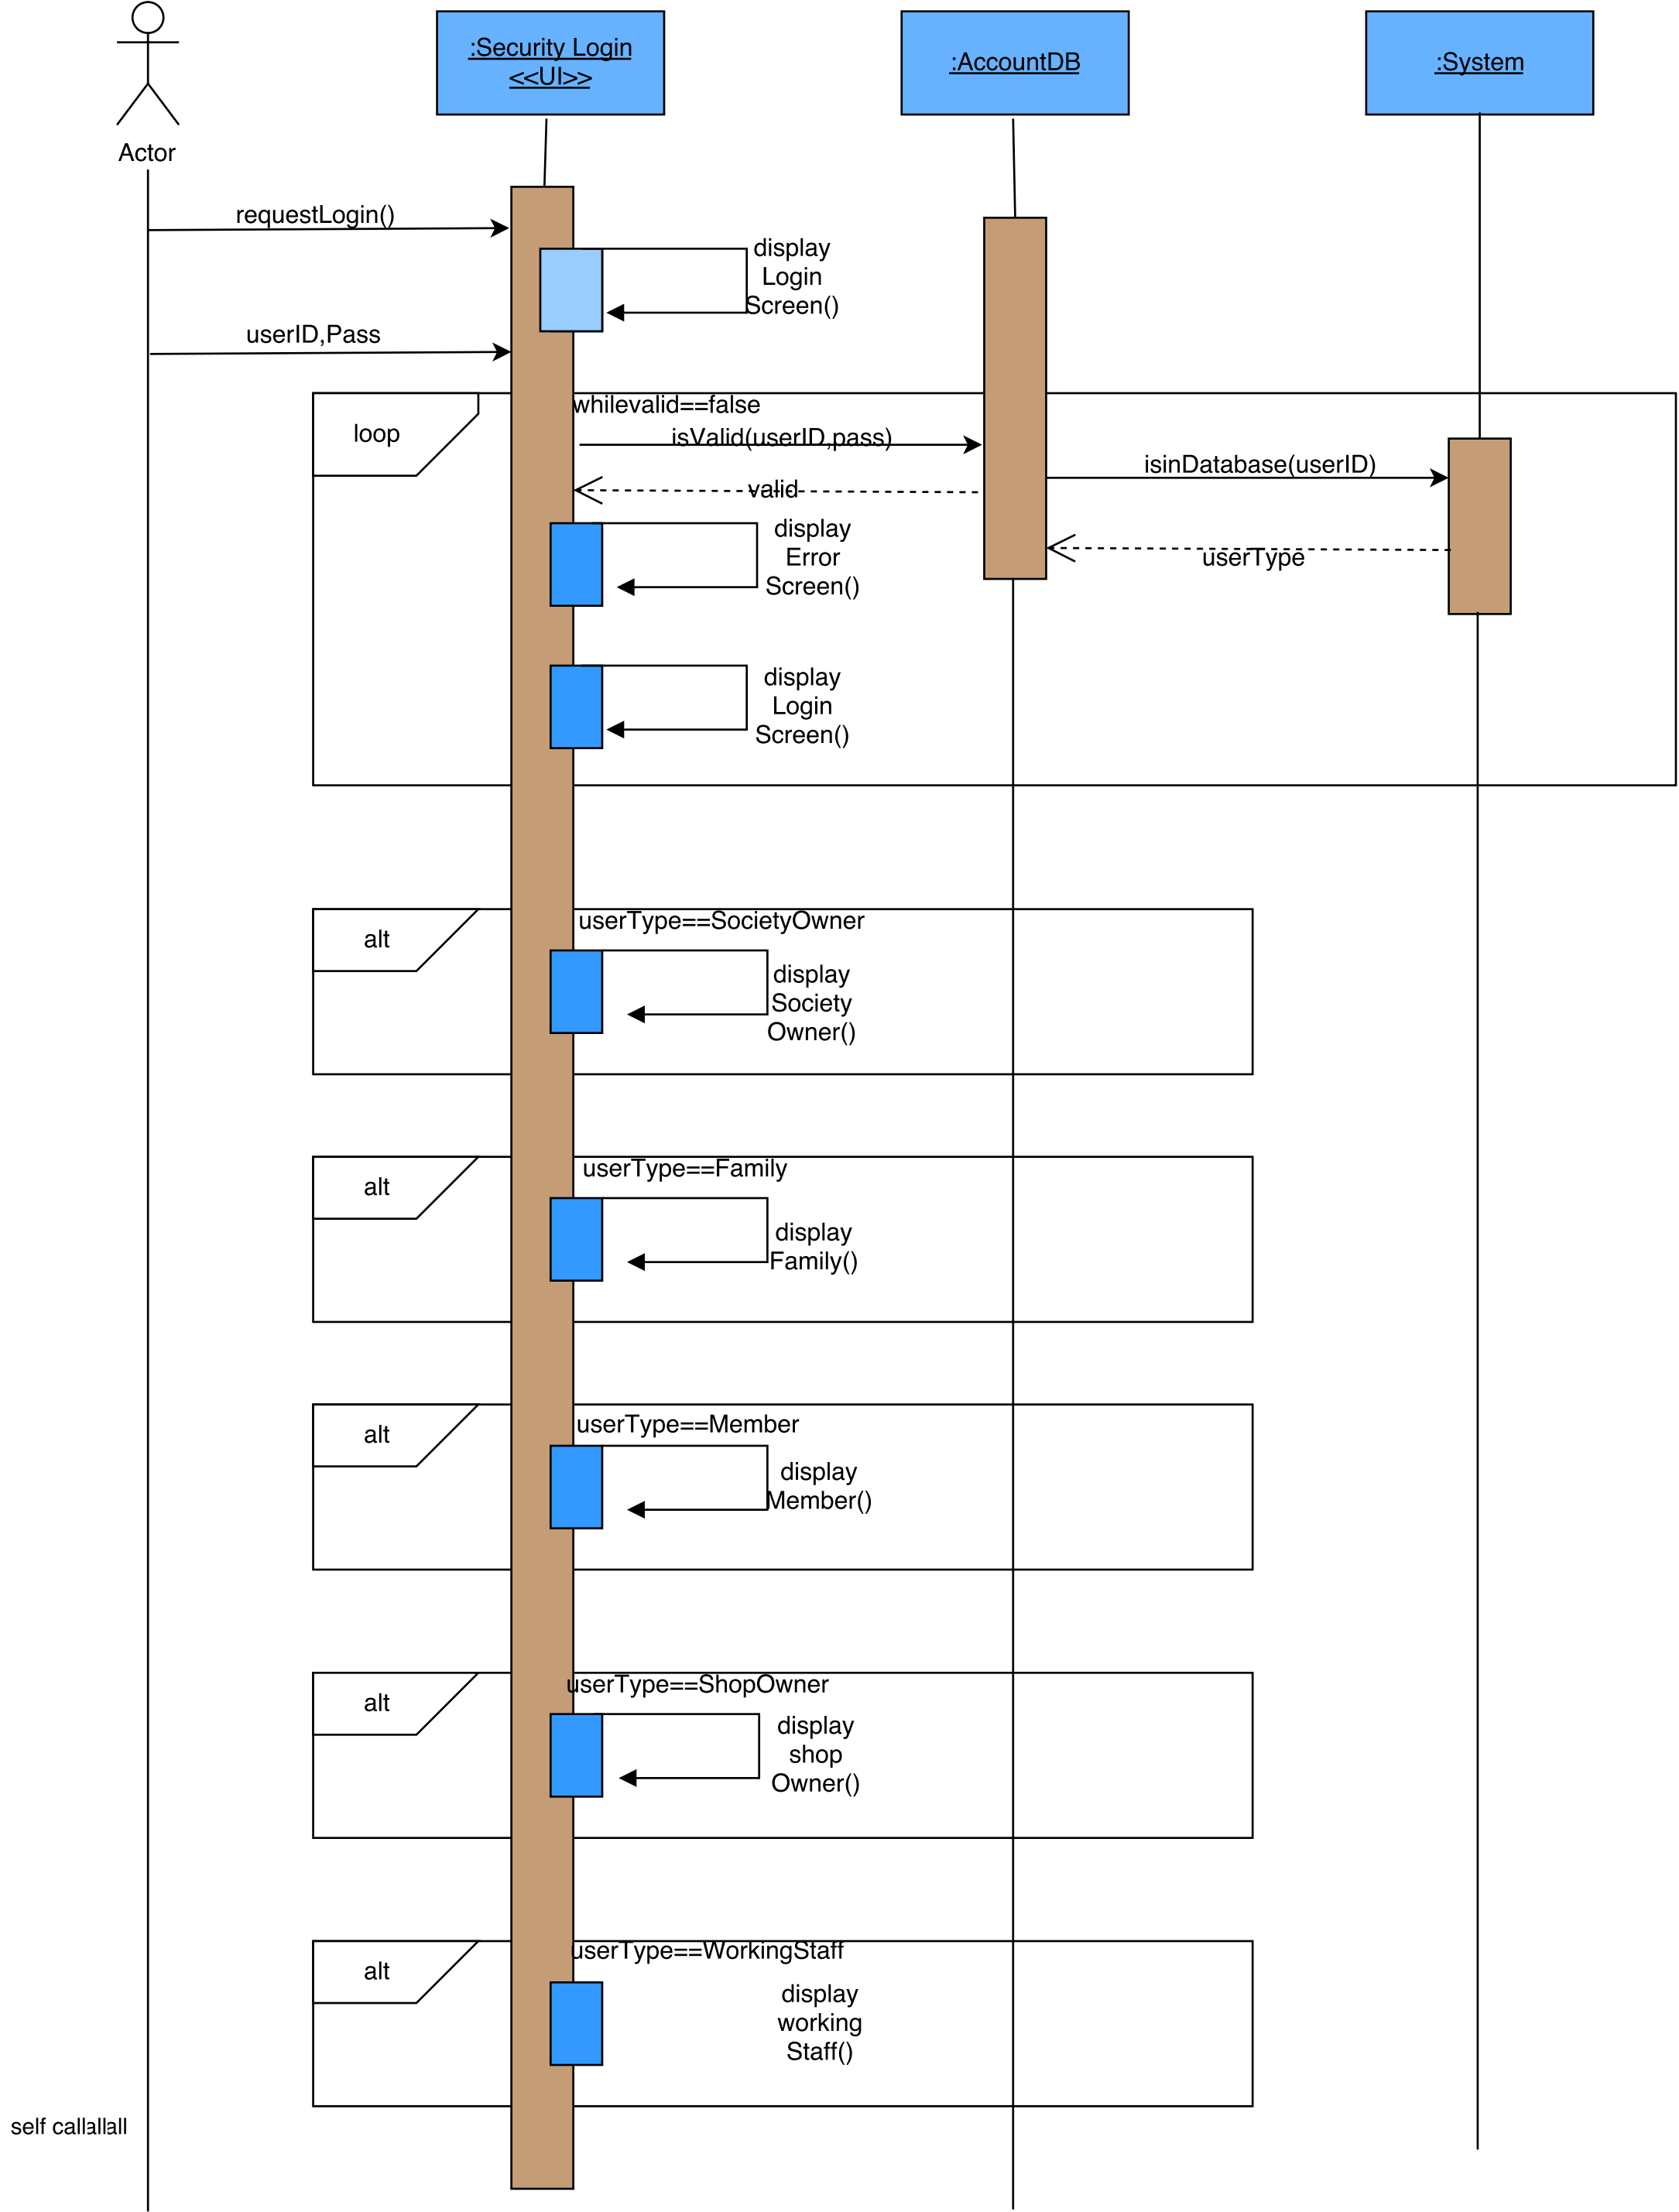 :Security Login
<<UI>>
:AccountDB
:System
Actor
requestLogin()
display
Login
Screen()
userID,Pass
loop
whilevalid==false
isValid(userID,pass)
isinDatabase(userID)
valid
display
Error
Screen()
userType
display
Login
Screen()
alt
userType==SocietyOwner
display
Society
Owner()
alt
userType==Family
display
Family()
alt
userType==Member
display
Member()
alt
userType==ShopOwner
display
shop
Owner()
alt
userType==WorkingStaff
display
working
Staff()
self callallall